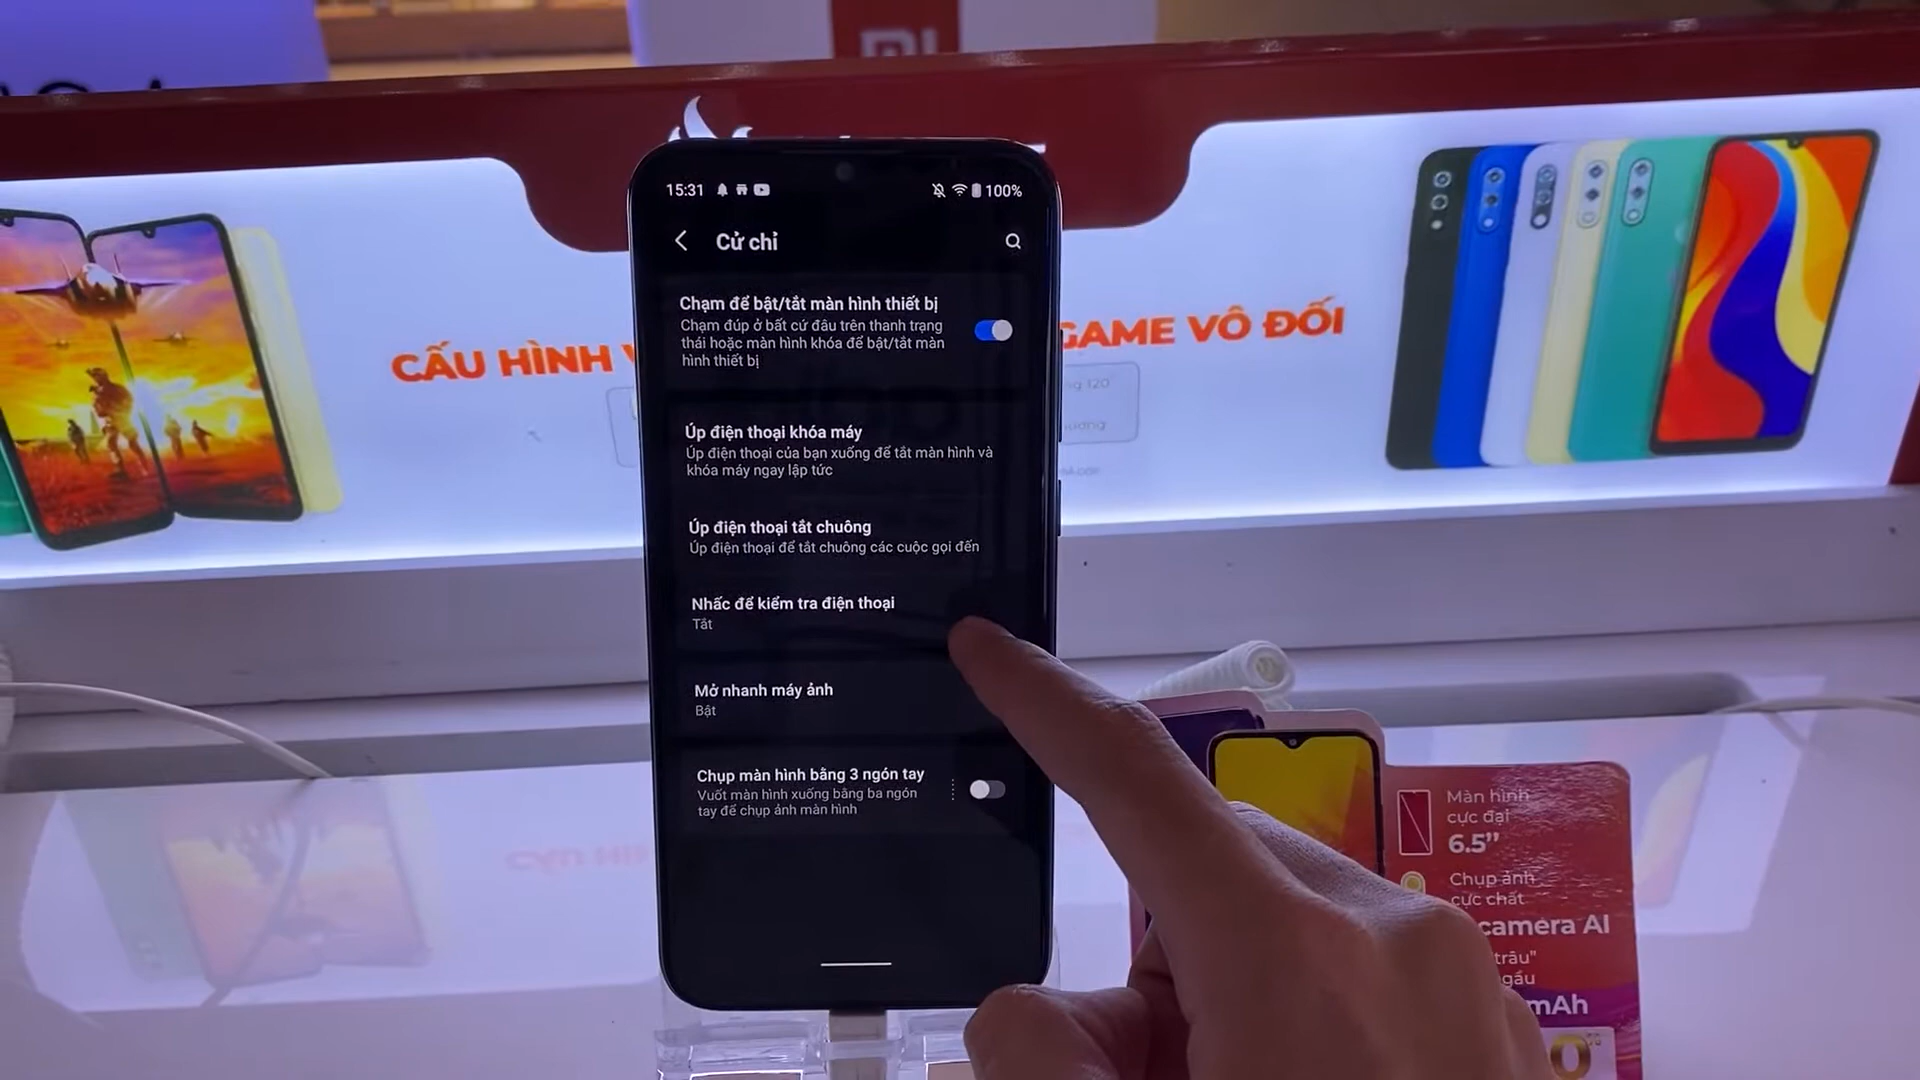 MI
15:31
100%
Cử chỉ
Chạm để bật/tắt màn hình thiết bị
Chạm đúp ở bất cứ đâu trên thanh trạng
thái hoặc màn hình khóa để bật/tắt màn
hình thiết bị
Úp điện thoại khóa máy
Úp điện thoại của bạn xuống để tắt màn hình và
khóa máy ngay lập tức
Úp điện thoại tắt chuông
Úp điện thoại để tắt chuông các cuộc gọi đến
Nhấc để kiểm tra điện thoại
Tắt
Mở nhanh máy ảnh
Bật
Chụp màn hình bằng 3 ngón tay
Vuốt màn hình xuống bằng ba ngón
tay để chụp ảnh màn hình
CẤU HÌNH
GAME VÔ ĐỐI
120
Màn hình
cực đại
6.5”
Chụp ảnh
cực chất
camera AI
trâu"
mAh